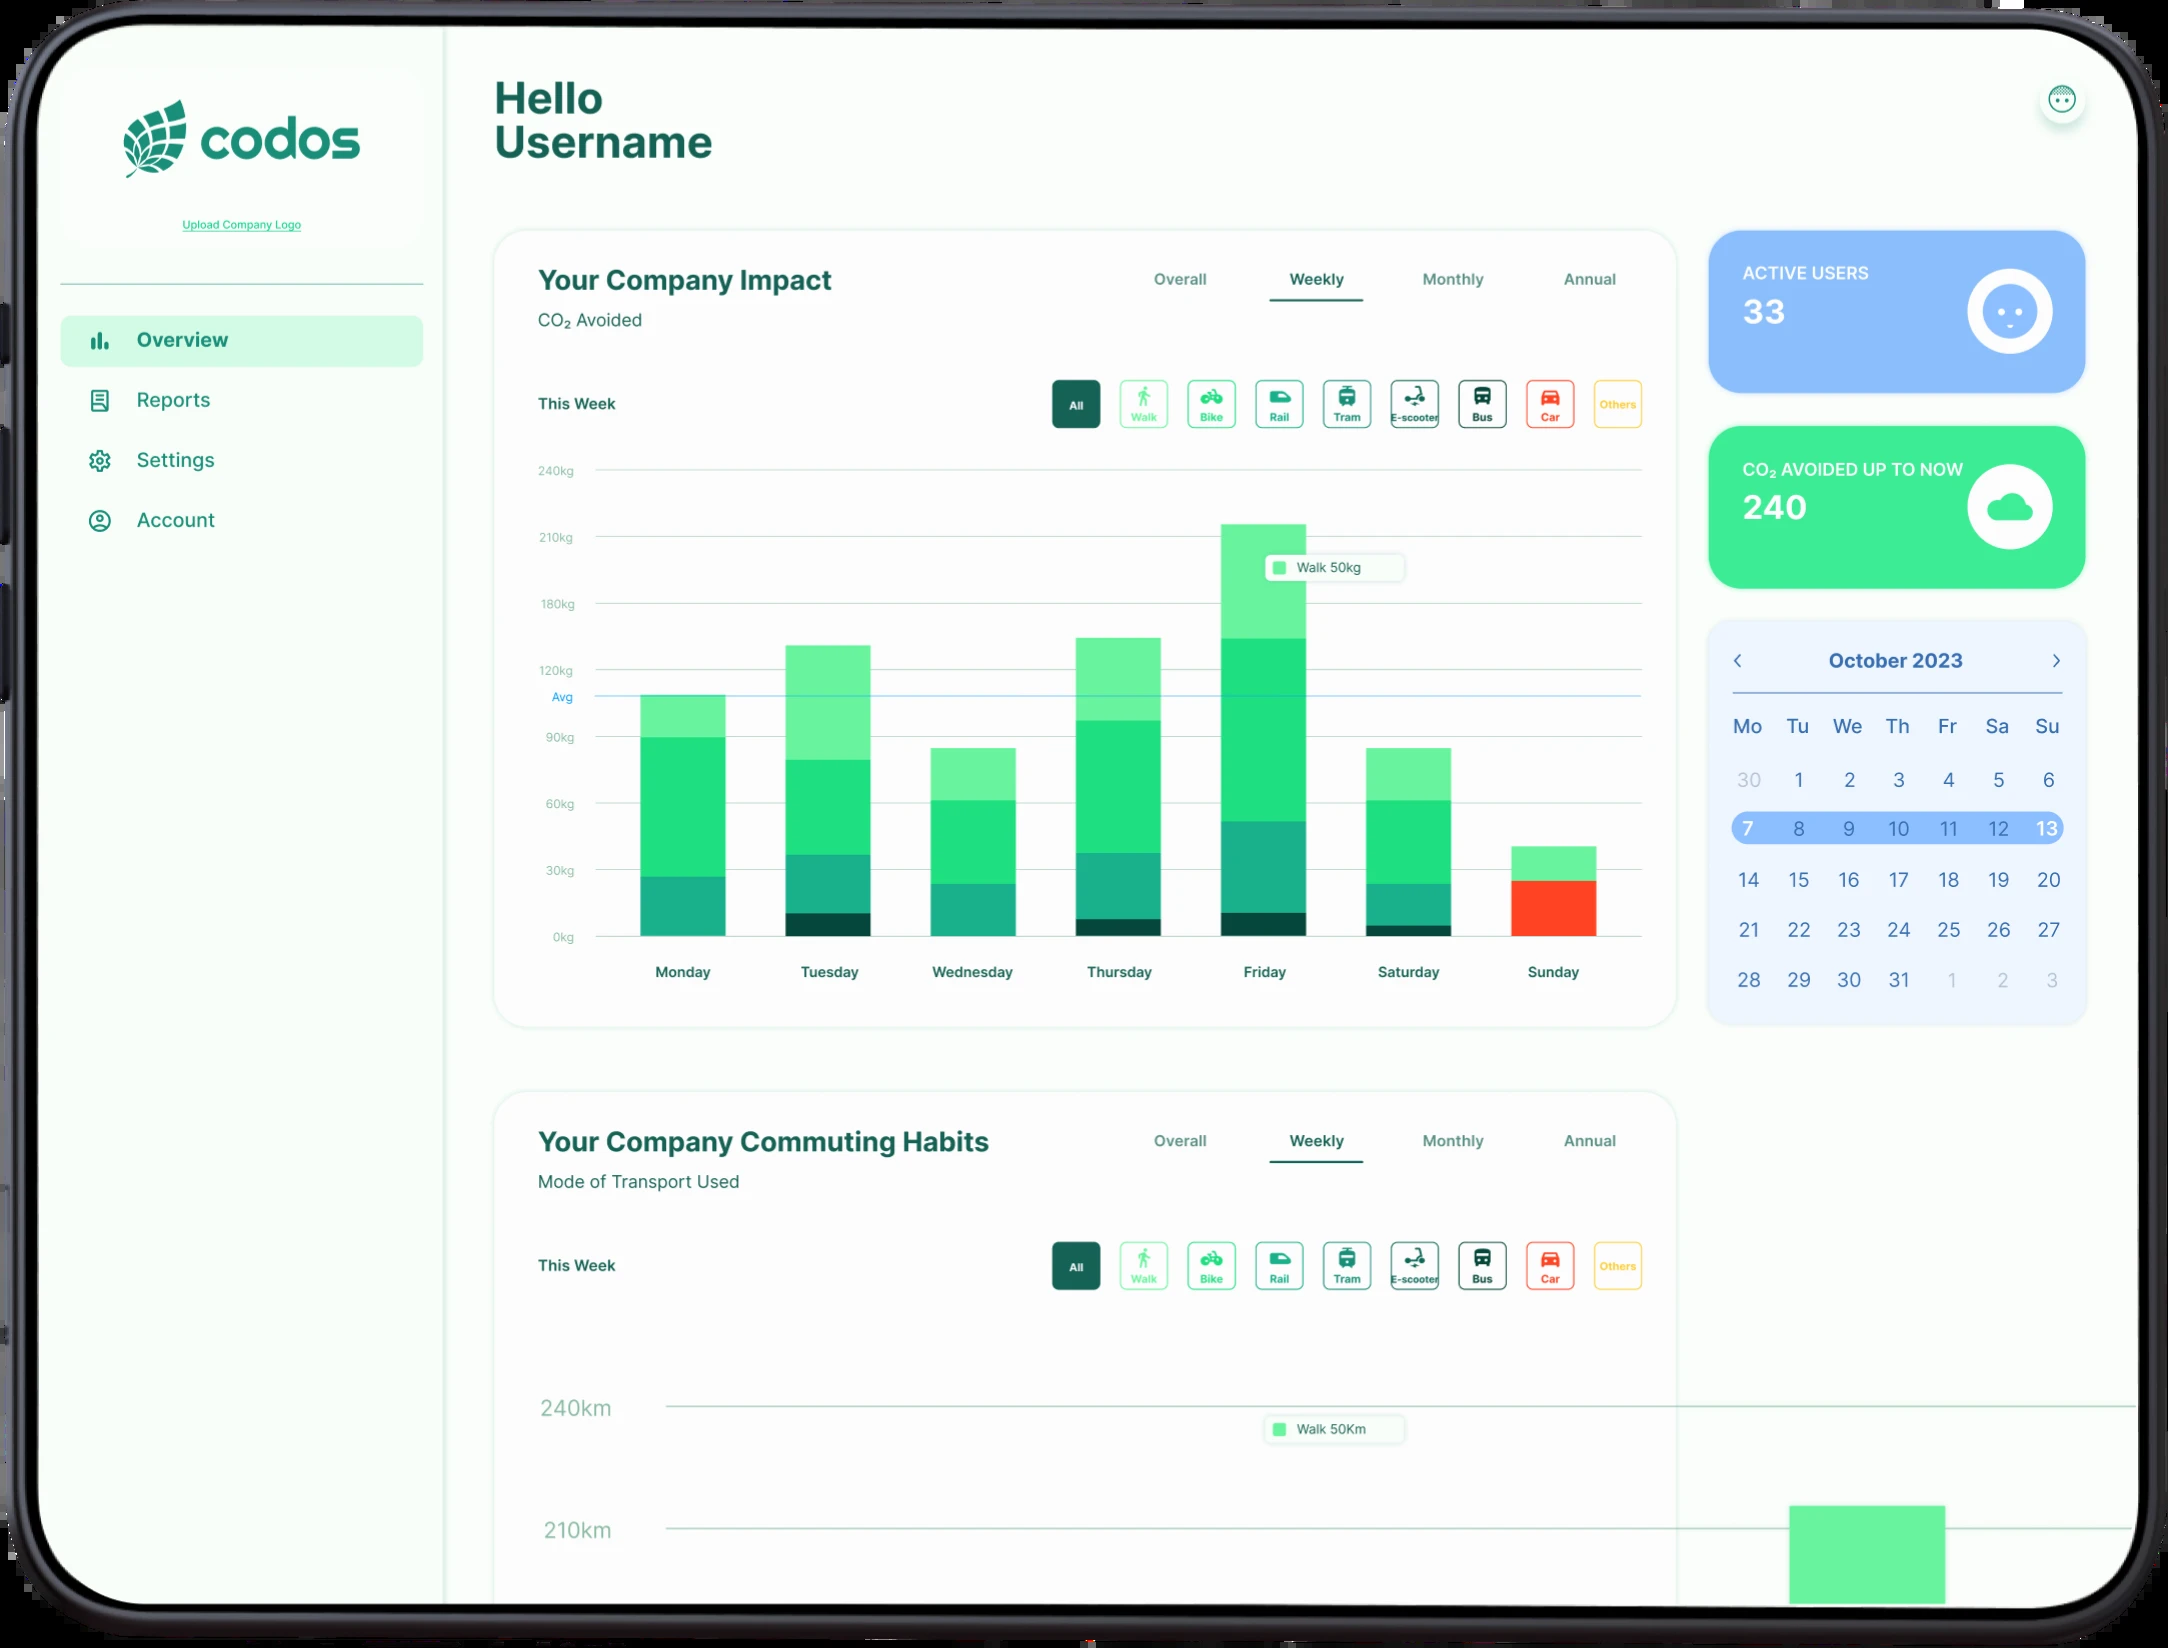 codos
Upload Company Logo
Overview
Reports
Settings
Account
Hello
Username
Your Company Impact
CO₂ Avoided
Overall Weekly Monthly Annual
This Week
All Walk Bike Rail Tram E-scooter Bus Car Others
240kg
210kg
Walk 50kg
180kg
120kg
Avg
90kg
60kg
30kg
0kg
Monday Tuesday Wednesday Thursday Friday Saturday Sunday
ACTIVE USERS
33
CO₂ AVOIDED UP TO NOW
240
October 2023
Mo Tu We Th Fr Sa Su
30 1 2 3 4 5 6
7 8 9 10 11 12 13
14 15 16 17 18 19 20
21 22 23 24 25 26 27
28 29 30 31 1 2 3
Your Company Commuting Habits
Mode of Transport Used
Overall Weekly Monthly Annual
This Week
All Walk Bike Rail Tram E-scooter Bus Car Others
240km
Walk 50Km
210km